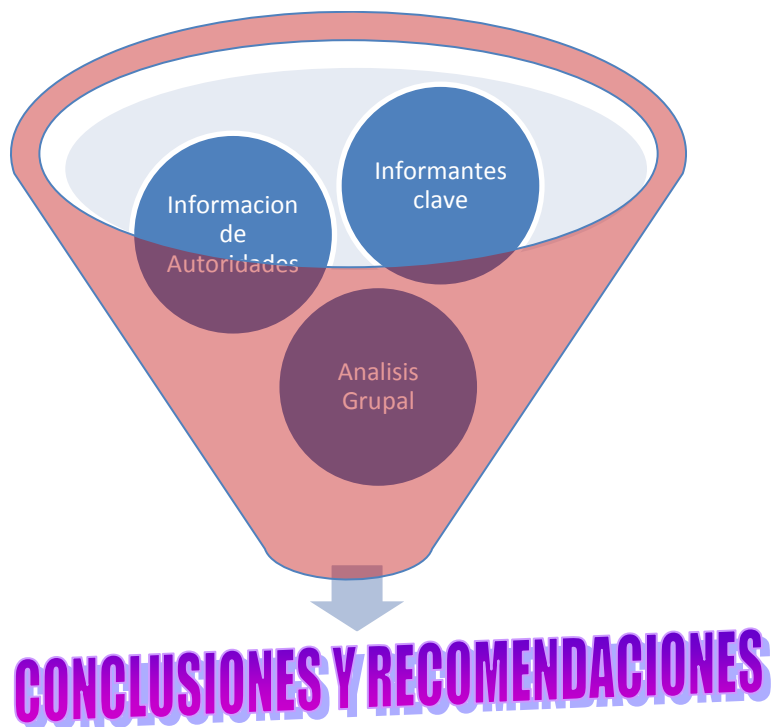 Informacion
de
Autoridades
Informantes
clave
Analisis
Grupal
CONCLUSIONES Y RECOMENDACIONES